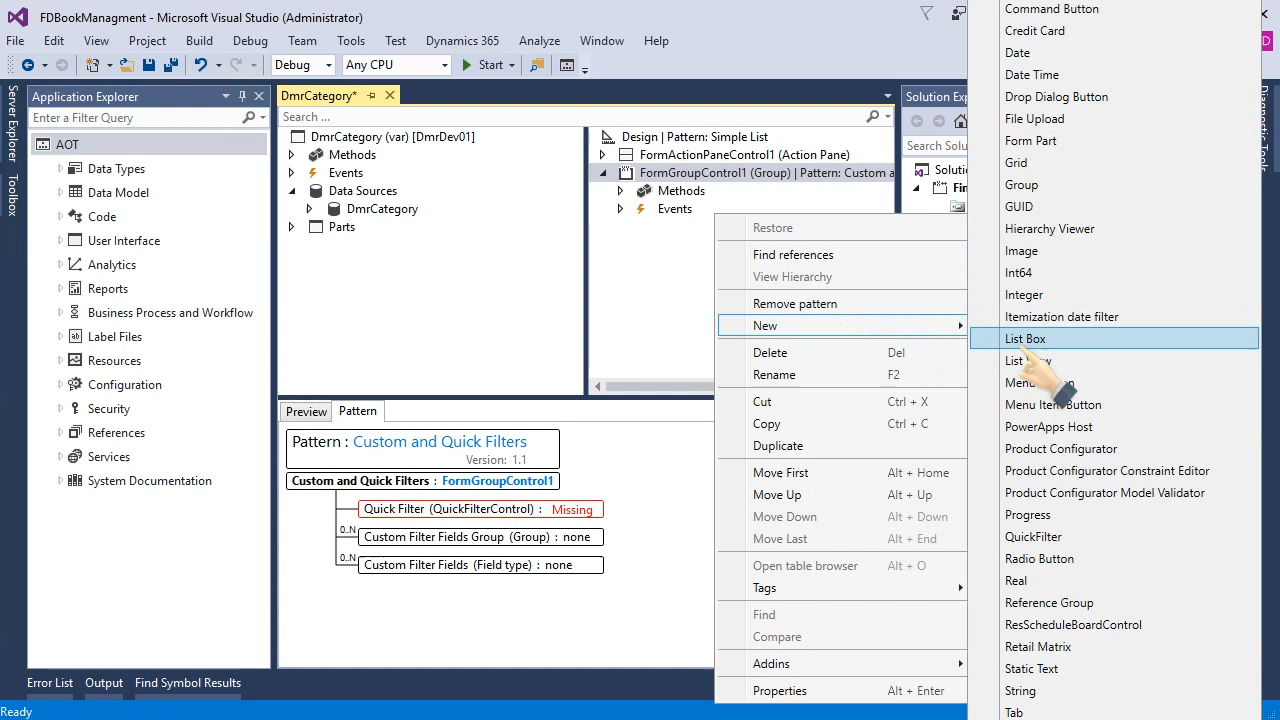 FDBookManagment - Microsoft Visual Studio (Administrator)
File Edit View Project Build Debug Team Tools Test Dynamics 365 Analyze Window Help
Debug Any CPU Start
Server Explorer
Toolbox
Application Explorer
Enter a Filter Query
AOT
Data Types
Data Model
Code
User Interface
Analytics
Reports
Business Process and Workflow
Label Files
Resources
Configuration
Security
References
Services
System Documentation
DmrCategory*
Search ...
DmrCategory (var) [DmrDev01]
Methods
Events
Data Sources
DmrCategory
Parts
Design | Pattern: Simple List
FormActionPaneControl1 (Action Pane)
FormGroupControl1 (Group) | Pattern: Custom a
Methods
Events
Preview Pattern
Pattern : Custom and Quick Filters
Version: 1.1
Custom and Quick Filters : FormGroupControl1
Quick Filter (QuickFilterControl) : Missing
0..N
Custom Filter Fields Group (Group) : none
0..N
Custom Filter Fields (Field type) : none
Solution Exp
Search Solu
Solutio
Fin
D
Restore
Find references
View Hierarchy
Remove pattern
New
Delete Del
Rename F2
Cut Ctrl + X
Copy Ctrl + C
Duplicate
Move First Alt + Home
Move Up Alt + Up
Move Down Alt + Down
Move Last Alt + End
Open table browser Alt + O
Tags
Find
Compare
Addins
Properties Alt + Enter
Command Button
Credit Card
Date
Date Time
Drop Dialog Button
File Upload
Form Part
Grid
Group
GUID
Hierarchy Viewer
Image
Int64
Integer
Itemization date filter
List Box
List
Menu
Menu Item Button
PowerApps Host
Product Configurator
Product Configurator Constraint Editor
Product Configurator Model Validator
Progress
QuickFilter
Radio Button
Real
Reference Group
ResScheduleBoardControl
Retail Matrix
Static Text
String
Tab
Error List Output Find Symbol Results
Ready